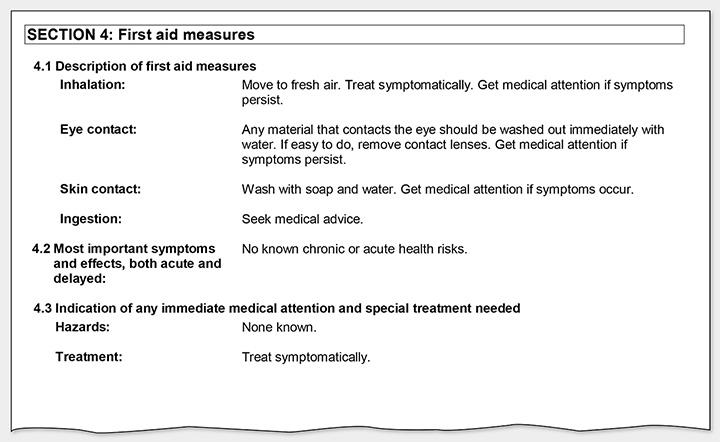 SECTION 4: First aid measures
4.1 Description of first aid measures
Inhalation: Move to fresh air. Treat symptomatically. Get medical attention if symptoms
persist.
Eye contact: Any material that contacts the eye should be washed out immediately with
water. If easy to do, remove contact lenses. Get medical attention if
symptoms persist.
Skin contact: Wash with soap and water. Get medical attention if symptoms occur.
Ingestion: Seek medical advice.
4.2 Most important symptoms
and effects, both acute and
delayed:
No known chronic or acute health risks.
4.3 Indication of any immediate medical attention and special treatment needed
Hazards: None known.
Treatment: Treat symptomatically.